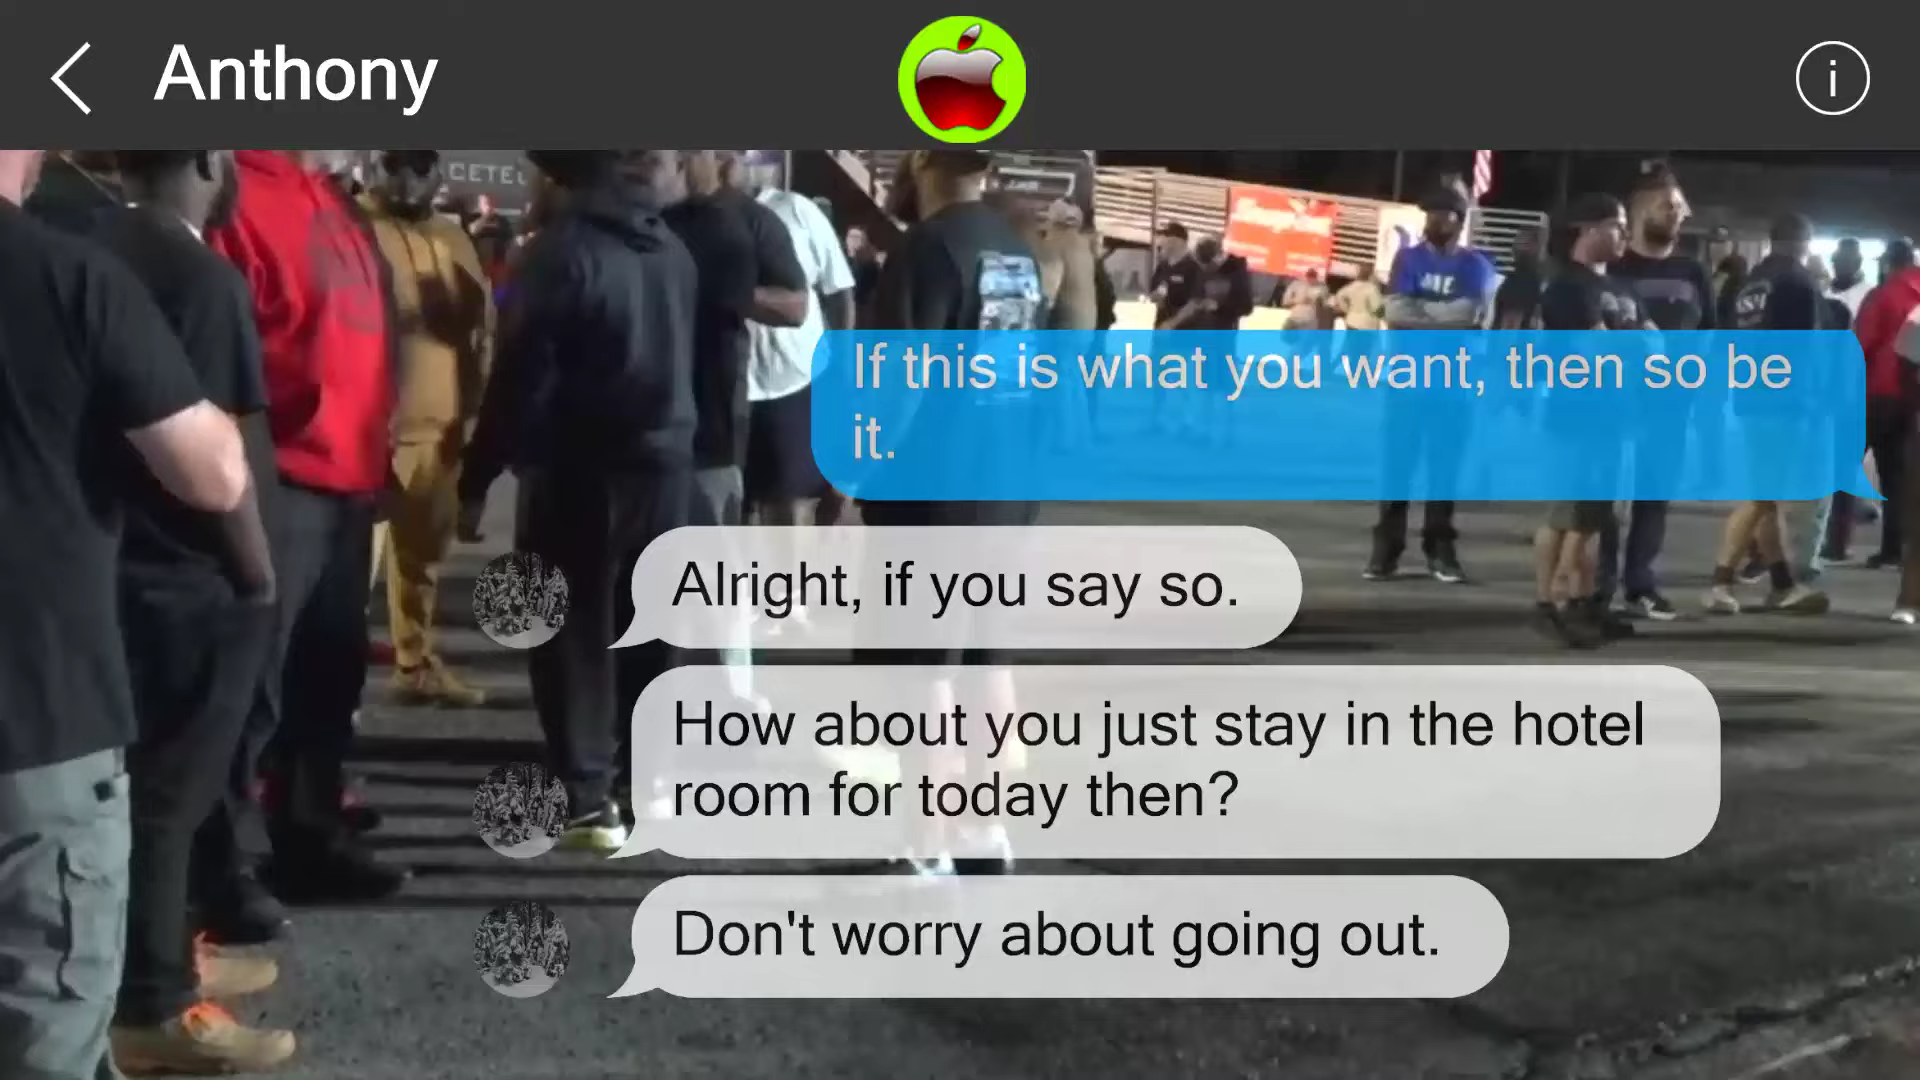 Anthony
i
CETE
If this is what you want, then so be
it.
Alright, if you say so.
How about you just stay in the hotel
room for today then?
Don't worry about going out.